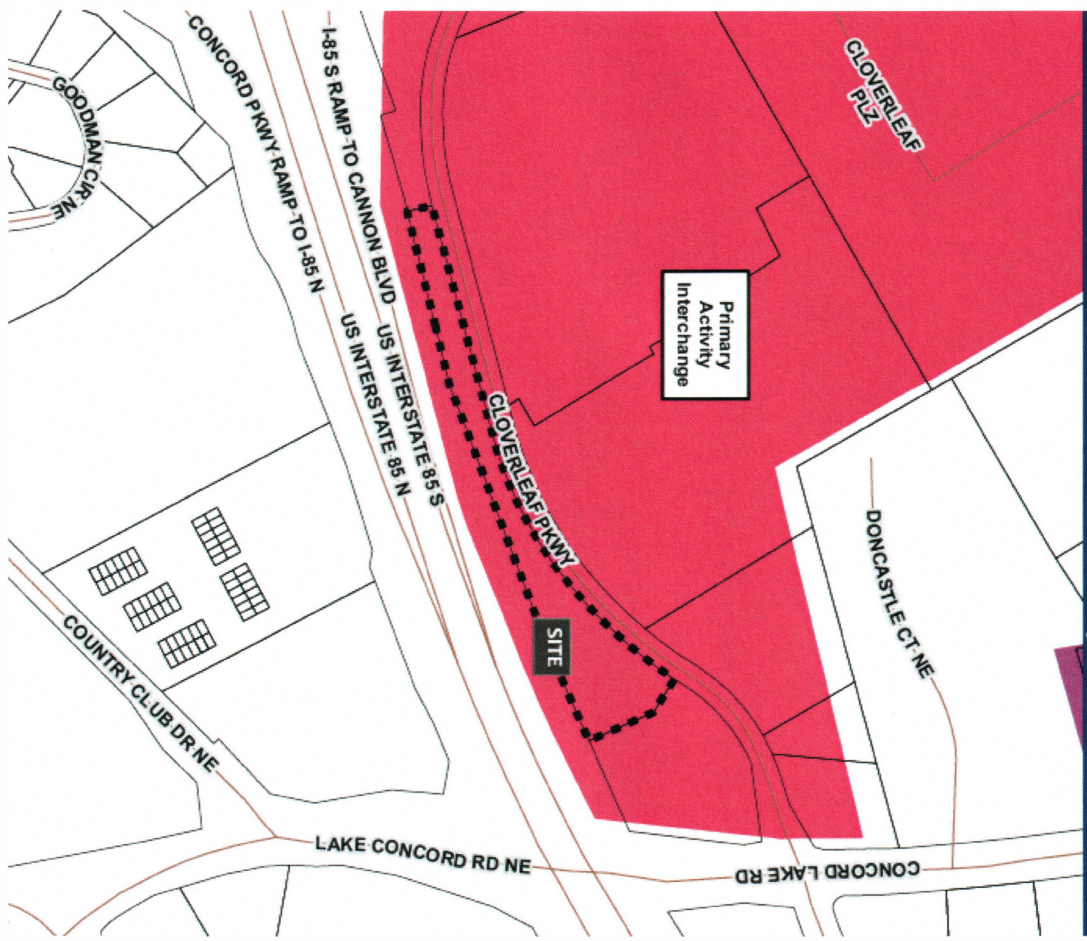 CLOVERLEAF
PLZ
I-85 S RAMP TO CANNON BLVD
CONCORD PKWY RAMP TO I-85 N
GOODMAN CIR NE
Primary
Activity
Interchange
US INTERSTATE 85 S
US INTERSTATE 85 N
CLOVERLEAF PKWY
DONCASTLE CT NE
SITE
COUNTRY CLUB DR NE
LAKE CONCORD RD NE
CONCORD LAKE RD